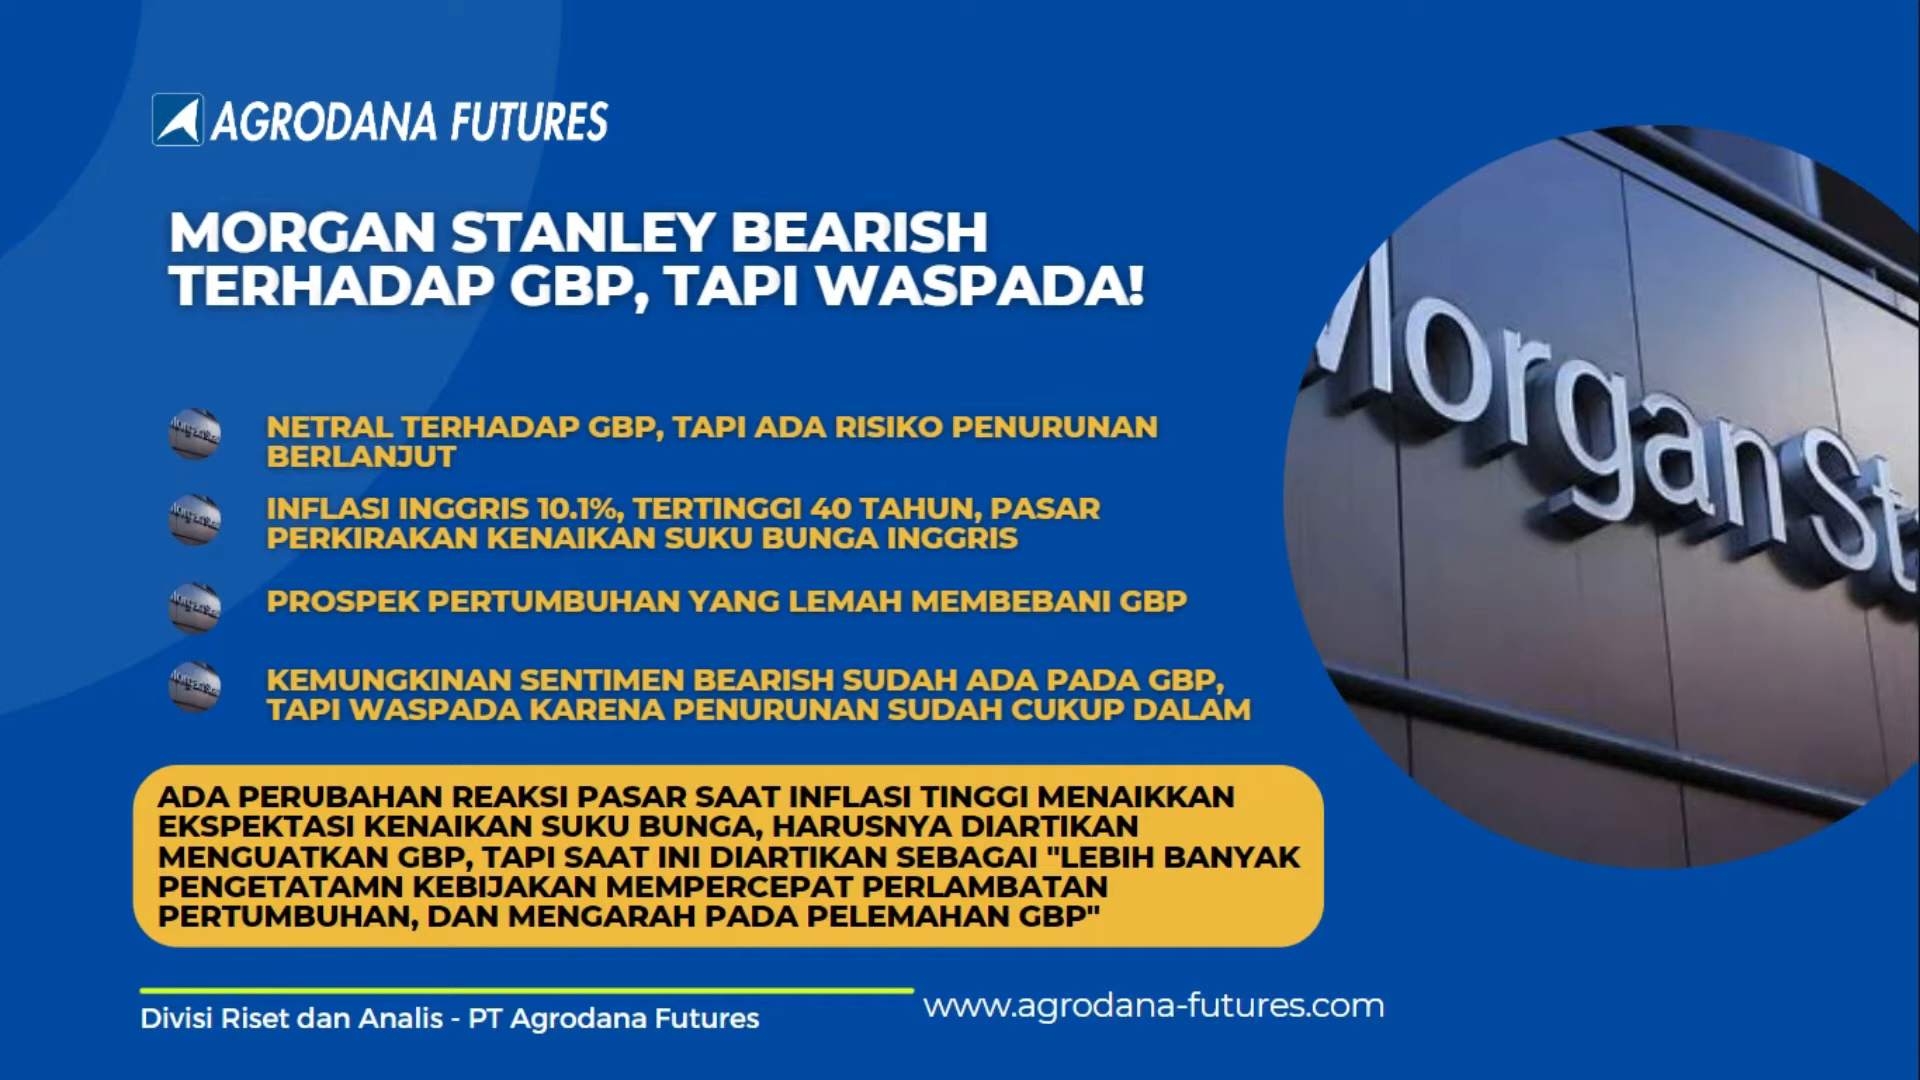 AGRODANA FUTURES
MORGAN STANLEY BEARISH
TERHADAP GBP, TAPI WASPADA!
NETRAL TERHADAP GBP, TAPI ADA RISIKO PENURUNAN
BERLANJUT
INFLASI INGGRIS 10.1%, TERTINGGI 40 TAHUN, PASAR
PERKIRAKAN KENAIKAN SUKU BUNGA INGGRIS
PROSPEK PERTUMBUHAN YANG LEMAH MEMBEBANI GBP
KEMUNGKINAN SENTIMEN BEARISH SUDAH ADA PADA GBP,
TAPI WASPADA KARENA PENURUNAN SUDAH CUKUP DALAM
ADA PERUBAHAN REAKSI PASAR SAAT INFLASI TINGGI MENAIKKAN
EKSPEKTASI KENAIKAN SUKU BUNGA, HARUSNYA DIARTIKAN
MENGUATKAN GBP, TAPI SAAT INI DIARTIKAN SEBAGAI "LEBIH BANYAK
PENGETATAMN KEBIJAKAN MEMPERCEPAT PERLAMBATAN
PERTUMBUHAN, DAN MENGARAH PADA PELEMAHAN GBP"
Morgan St
Divisi Riset dan Analis - PT Agrodana Futures
www.agrodana-futures.com